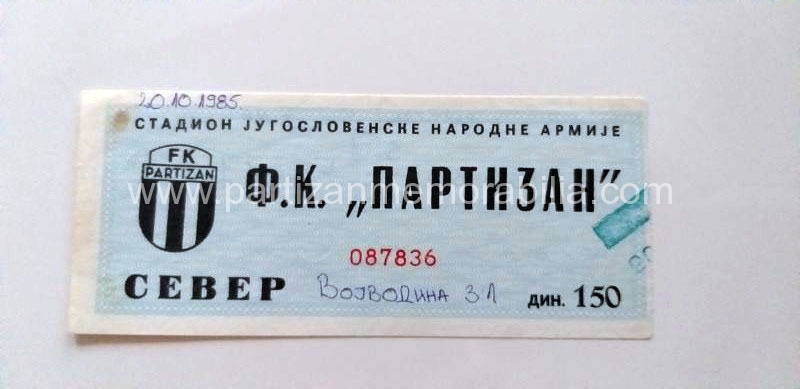 20.10.1985.
СТАДИОН ЈУГОСЛОВЕНСКЕ НАРОДНЕ АРМИЈЕ
FK
PARTIZAN
Ф.К. „ПАРТИЗАН”
www.partizanmemorabilia.com
087836
СЕВЕР
ВОЈВОДИНА 3:1
ДИН. 150